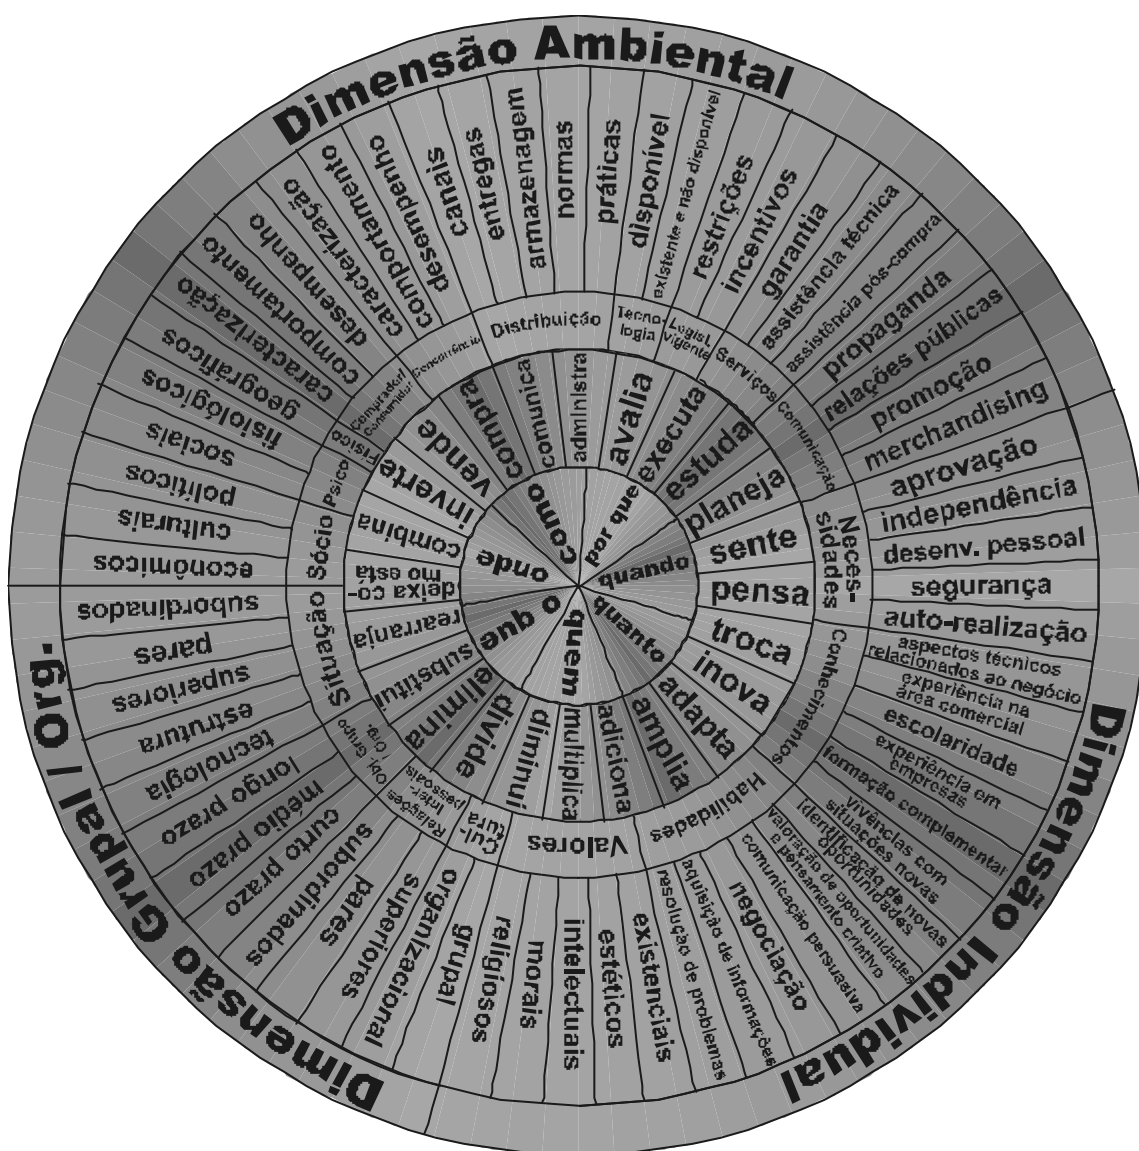 Dimensão Ambiental
Dimensão Individual
Dimensão Grupal / Org.
normas
práticas
disponível
existente e não disponível
restrições
incentivos
garantia
assistência técnica
assistência pós-compra
propaganda
relações públicas
promoção
merchandising
aprovação
independência
desenv. pessoal
segurança
auto-realização
aspectos técnicos
relacionados ao negócio
experiência na
área comercial
escolaridade
experiência em
empresas
formação complementar
vivências com
situações novas
identificação de novas
oportunidades
valoração de oportunidades
e pensamento criativo
comunicação persuasiva
negociação
aquisição de informações
resolução de problemas
existenciais
estéticos
intelectuais
morais
religiosos
grupal
organizacional
superiores
pares
subordinados
curto prazo
médio prazo
longo prazo
tecnologia
estrutura
superiores
pares
subordinados
econômicos
culturais
políticos
sociais
fisiológicos
geográficos
caracterização
comportamento
desempenho
caracterização
comportamento
desempenho
canais
entregas
armazenagem
Distribuição
Tecno-
logia
Legisl.
vigente
Serviços
Comunicação
Neces-
sidades
Conhecimentos
Habilidades
Valores
Cul-
tura
Relações
Inter-
pessoais
Obj. Grupo
Org.
Situação Sócio
Psico
Físico
Comprador/
Consumidor
Concorrência
administra
avalia
executa
estuda
planeja
sente
pensa
troca
inova
adapta
amplia
adiciona
multiplica
diminui
divide
elimina
substitui
rearranja
deixa co-
mo está
combina
inverte
vende
compra
comunica
por que
quando
quanto
quem
o que
onde
como